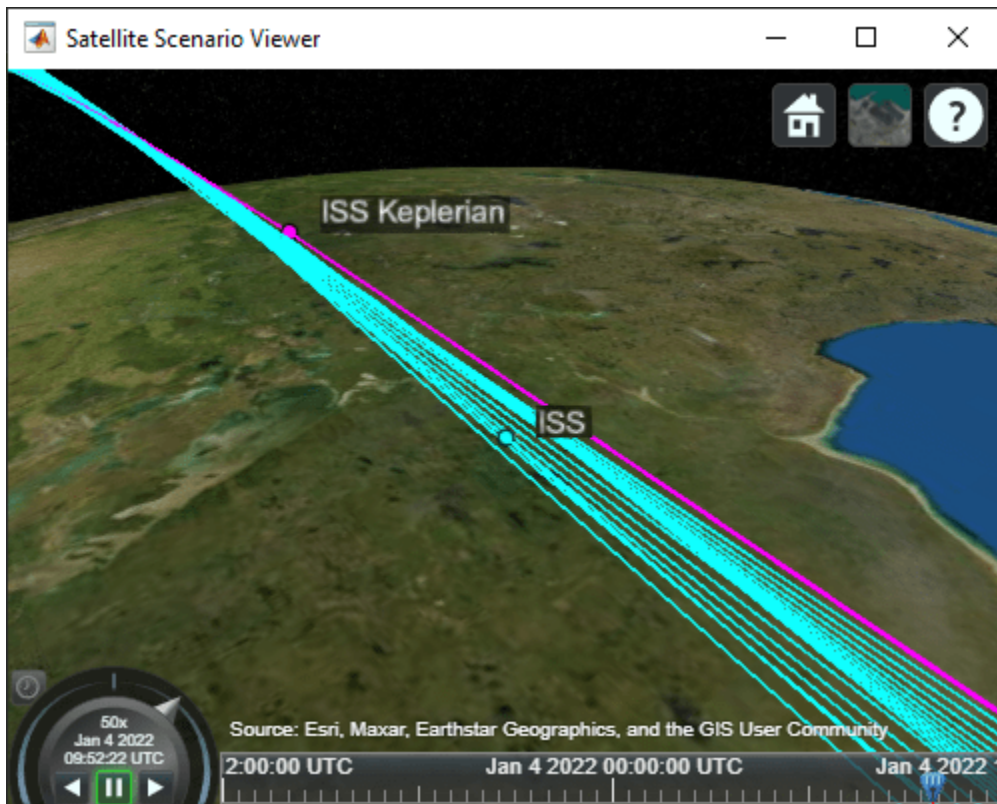 Satellite Scenario Viewer
?
ISS Keplerian
ISS
50x
Jan 4 2022
09:52:22 UTC
Source: Esri, Maxar, Earthstar Geographics, and the GIS User Community
2:00:00 UTC Jan 4 2022 00:00:00 UTC Jan 4 2022 1